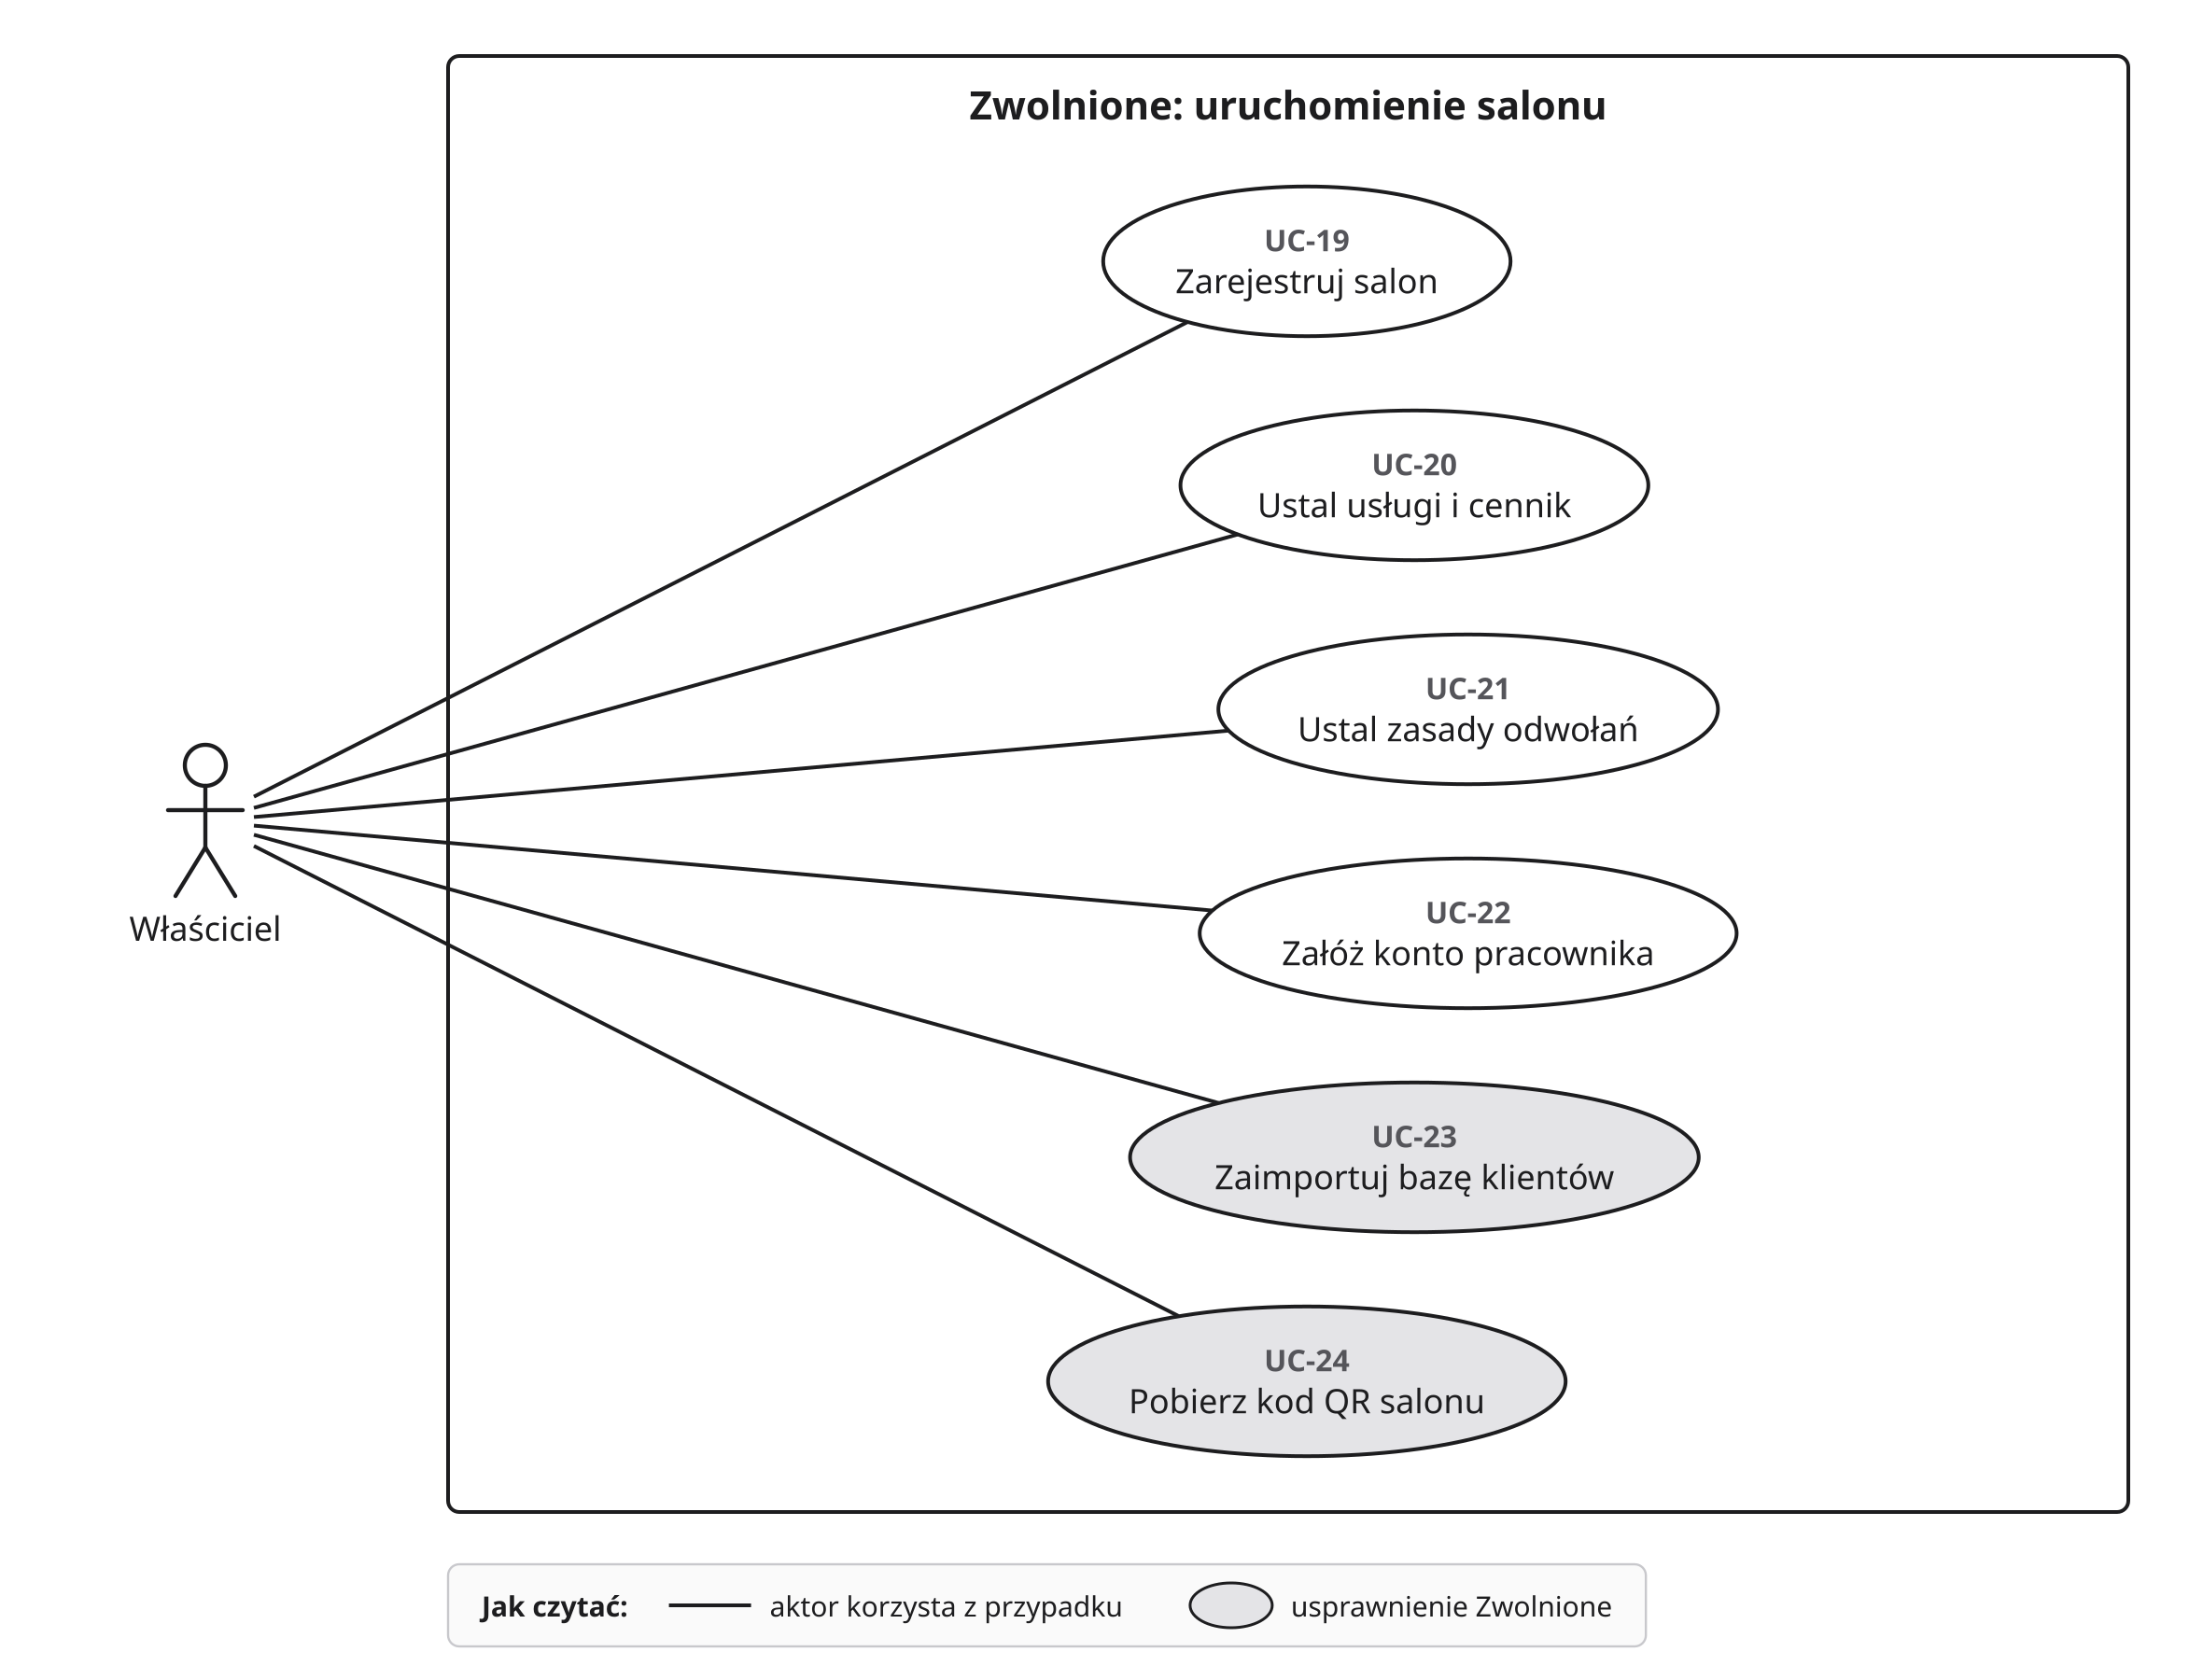 Zwolnione: uruchomienie salonu
UC-19
Zarejestruj salon
UC-20
Ustal usługi i cennik
UC-21
Ustal zasady odwołań
UC-22
Załóż konto pracownika
Właściciel
UC-23
Zaimportuj bazę klientów
UC-24
Pobierz kod QR salonu
Jak czytać: aktor korzysta z przypadku usprawnienie Zwolnione